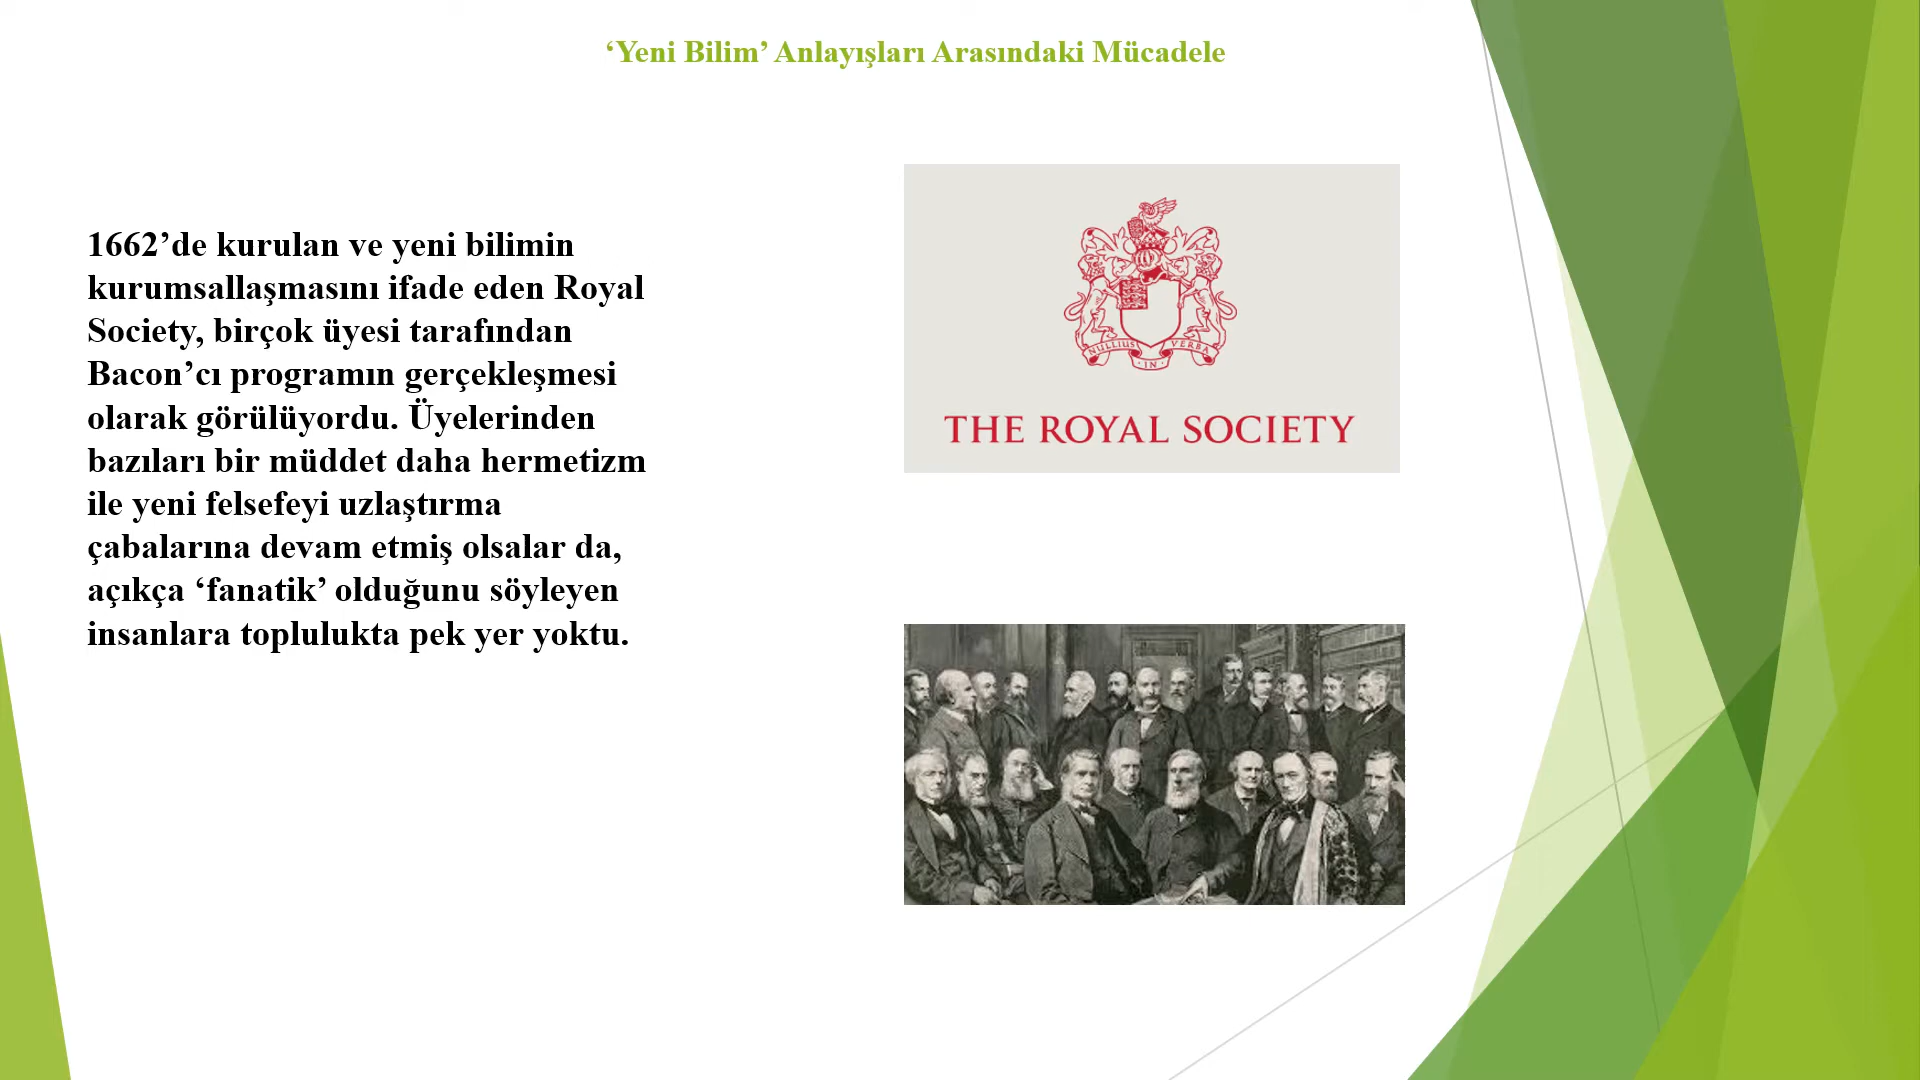 ‘Yeni Bilim’ Anlayışları Arasındaki Mücadele
1662’de kurulan ve yeni bilimin
kurumsallaşmasını ifade eden Royal
Society, birçok üyesi tarafından
Bacon’cı programın gerçekleşmesi
olarak görülüyordu. Üyelerinden
bazıları bir müddet daha hermetizm
ile yeni felsefeyi uzlaştırma
çabalarına devam etmiş olsalar da,
açıkça ‘fanatik’ olduğunu söyleyen
insanlara toplulukta pek yer yoktu.
NULLIUS IN VERBA
THE ROYAL SOCIETY